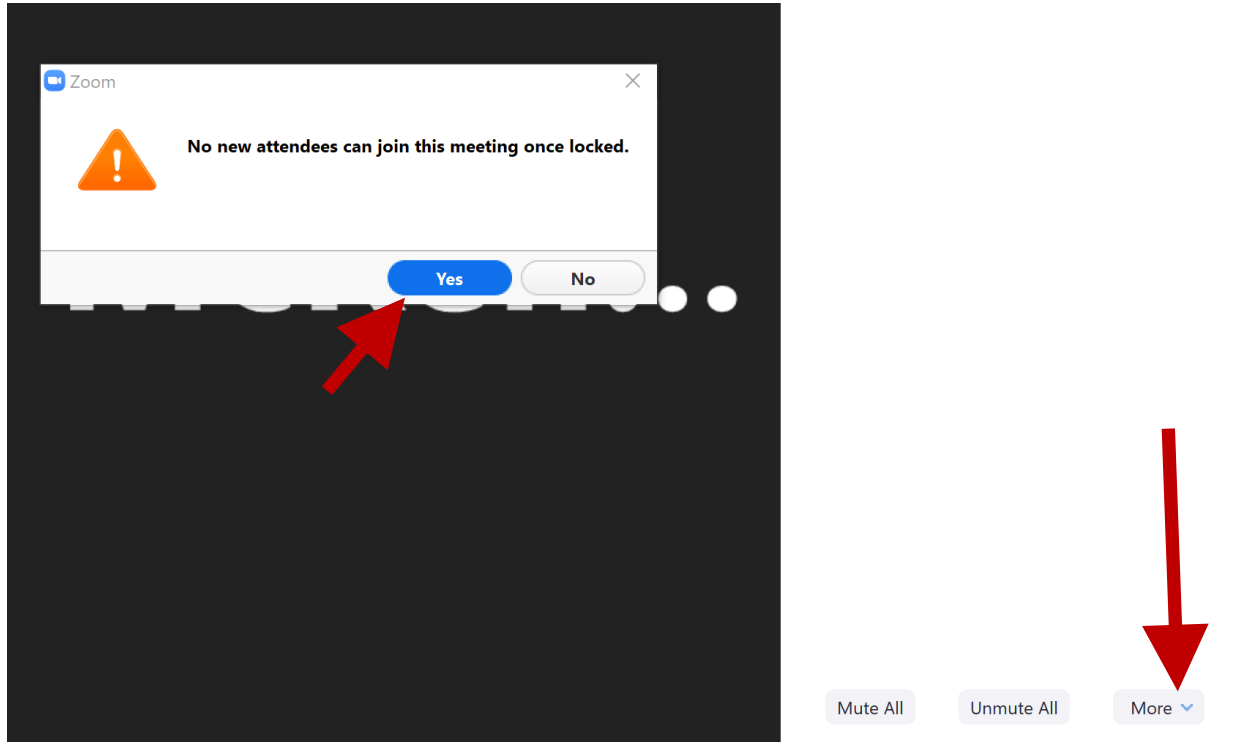 Zoom
No new attendees can join this meeting once locked.
Yes No
Mute All Unmute All More